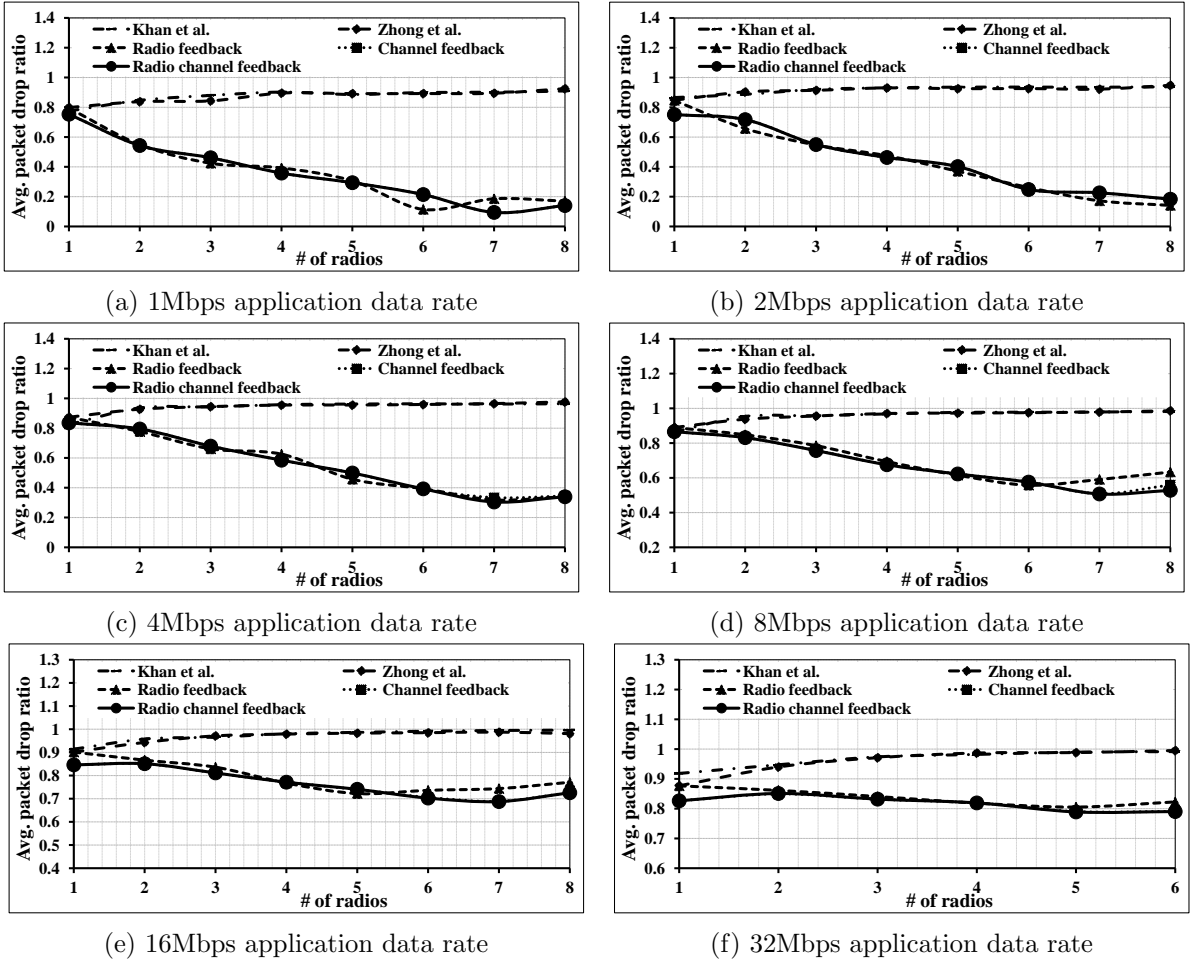 1.4
1.2
1
0.8
0.6
0.4
0.2
0
Avg. packet drop ratio
Khan et al. Zhong et al.
Radio feedback Channel feedback
Radio channel feedback
1 2 3 4 5 6 7 8
# of radios
(a) 1Mbps application data rate
1.4
1.2
1
0.8
0.6
0.4
0.2
0
Avg. packet drop ratio
Khan et al. Zhong et al.
Radio feedback Channel feedback
Radio channel feedback
1 2 3 4 5 6 7 8
# of radios
(b) 2Mbps application data rate
1.4
1.2
1
0.8
0.6
0.4
0.2
0
Avg. packet drop ratio
Khan et al. Zhong et al.
Radio feedback Channel feedback
Radio channel feedback
1 2 3 4 5 6 7 8
# of radios
(c) 4Mbps application data rate
1.4
1.2
1
0.8
0.6
0.4
0.2
Avg. packet drop ratio
Khan et al. Zhong et al.
Radio feedback Channel feedback
Radio channel feedback
1 2 3 4 5 6 7 8
# of radios
(d) 8Mbps application data rate
1.3
1.2
1.1
1
0.9
0.8
0.7
0.6
0.5
0.4
Avg. packet drop ratio
Khan et al. Zhong et al.
Radio feedback Channel feedback
Radio channel feedback
1 2 3 4 5 6 7 8
# of radios
(e) 16Mbps application data rate
1.3
1.2
1.1
1
0.9
0.8
0.7
0.6
Avg. packet drop ratio
Khan et al. Zhong et al.
Radio feedback Channel feedback
Radio channel feedback
1 2 3 4 5 6
# of radios
(f) 32Mbps application data rate